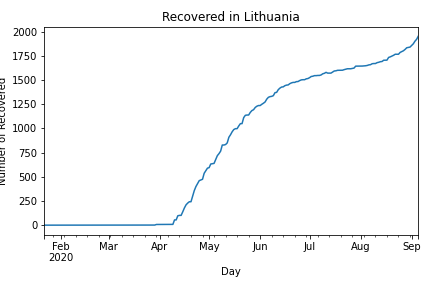 Recovered in Lithuania
Number of Recovered
2000
1750
1500
1250
1000
750
500
250
0
Feb Mar Apr May Jun Jul Aug Sep
2020
Day